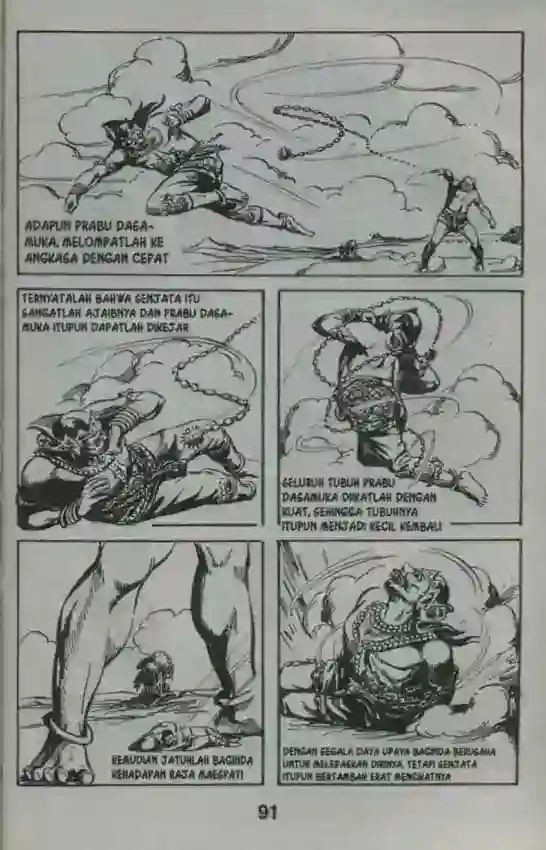 ADAPUN PRABU DASA-
MUKA, MELOMPATLAH KE
ANGKASA DENGAN CEPAT
TERNYATALAH BAHWA SENJATA ITU
SANGATLAH AJAIBNYA DAN PRABU DASA-
MUKA ITUPUN DAPATLAH DIKEJAR
SELURUH TUBUH PRABU
DASAMUKA DIIKATLAH DENGAN
KUAT, SEHINGGA TUBUHNYA
ITUPUN MENJADI KECIL KEMBALI
KEMUDIAN JATUHLAH BAGINDA
KEHADAPAN RAJA MAESPATI
DENGAN SEGALA DAYA UPAYA BAGINDA BERUSAHA
UNTUK MELEPASKAN DIRINYA, TETAPI SENJATA
ITUPUN BERTAMBAH ERAT MENGIKATNYA
91